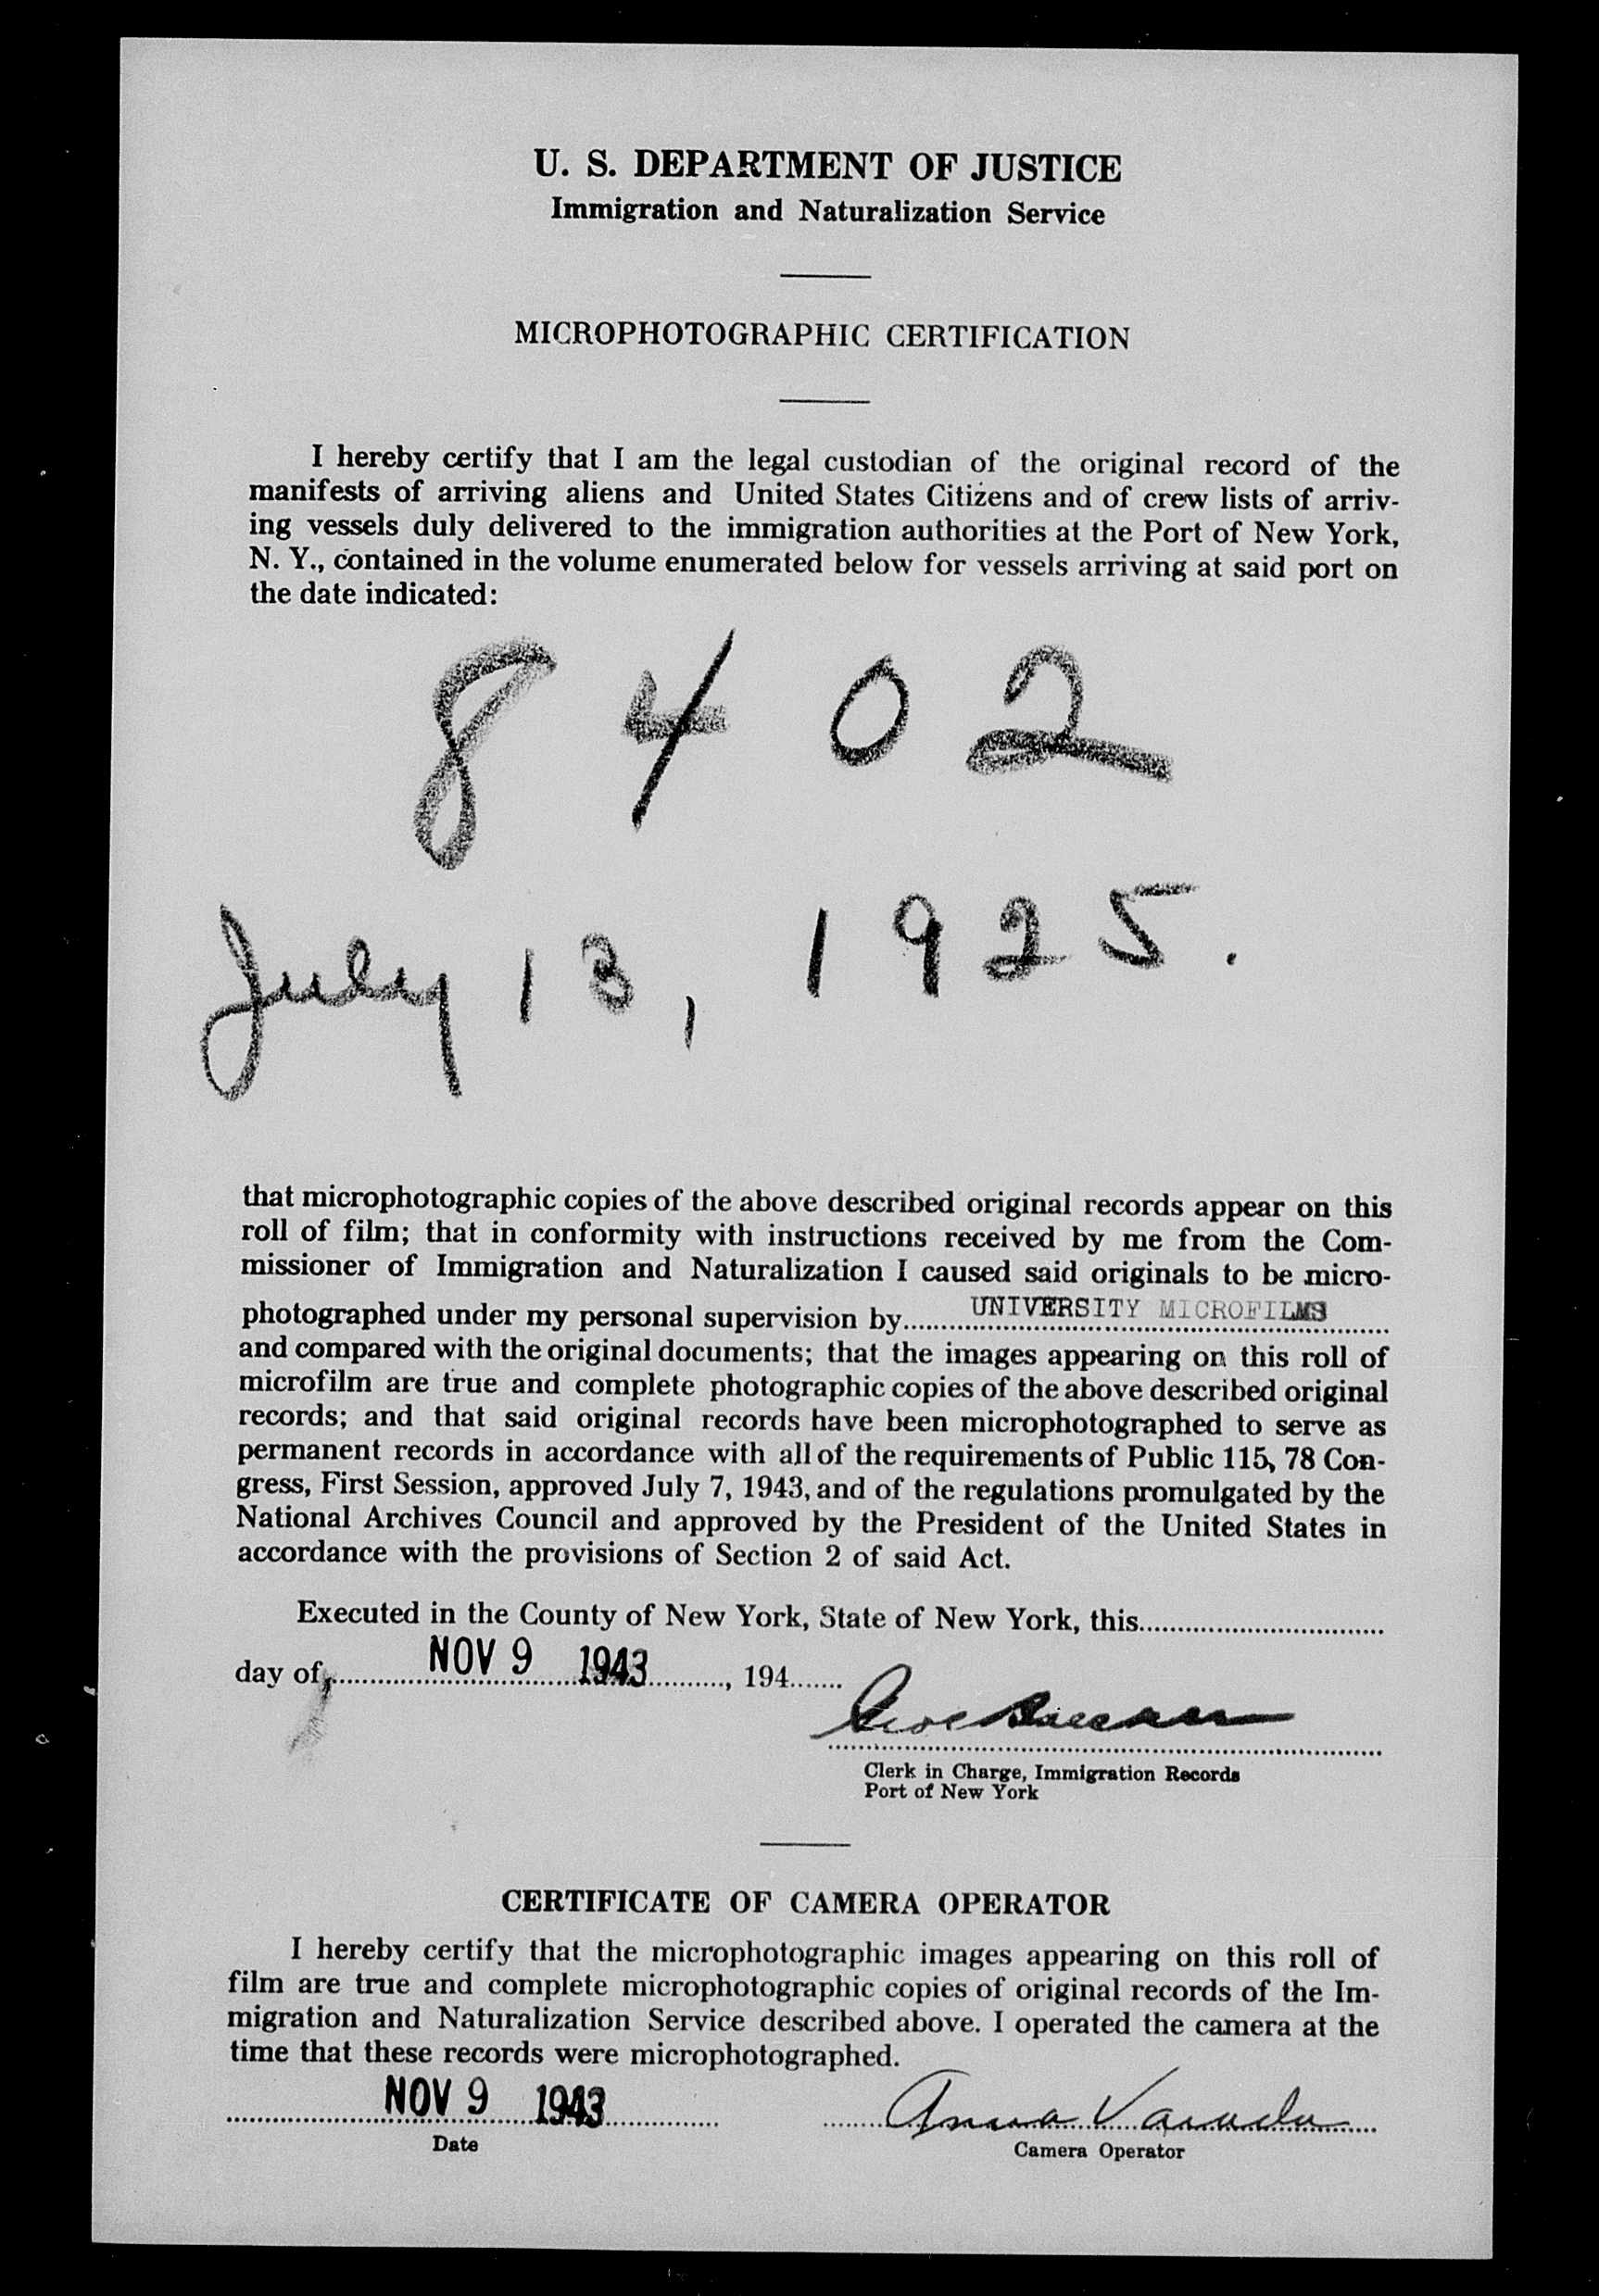 U. S. DEPARTMENT OF JUSTICE
Immigration and Naturalization Service
MICROPHOTOGRAPHIC CERTIFICATION
I hereby certify that I am the legal custodian of the original record of the
manifests of arriving aliens and United States Citizens and of crew lists of arriv-
ing vessels duly delivered to the immigration authorities at the Port of New York,
N. Y., contained in the volume enumerated below for vessels arriving at said port on
the date indicated:
8402
July 13, 1925.
that microphotographic copies of the above described original records appear on this
roll of film; that in conformity with instructions received by me from the Com-
missioner of Immigration and Naturalization I caused said originals to be micro-
photographed under my personal supervision by UNIVERSITY MICROFILMS
and compared with the original documents; that the images appearing on this roll of
microfilm are true and complete photographic copies of the above described original
records; and that said original records have been microphotographed to serve as
permanent records in accordance with all of the requirements of Public 115, 78 Con-
gress, First Session, approved July 7, 1943, and of the regulations promulgated by the
National Archives Council and approved by the President of the United States in
accordance with the provisions of Section 2 of said Act.
Executed in the County of New York, State of New York, this
day of NOV 9 1943, 194
Clerk in Charge, Immigration Records
Port of New York
CERTIFICATE OF CAMERA OPERATOR
I hereby certify that the microphotographic images appearing on this roll of
film are true and complete microphotographic copies of original records of the Im-
migration and Naturalization Service described above. I operated the camera at the
time that these records were microphotographed.
NOV 9 1943 Anna
Date
Camera Operator